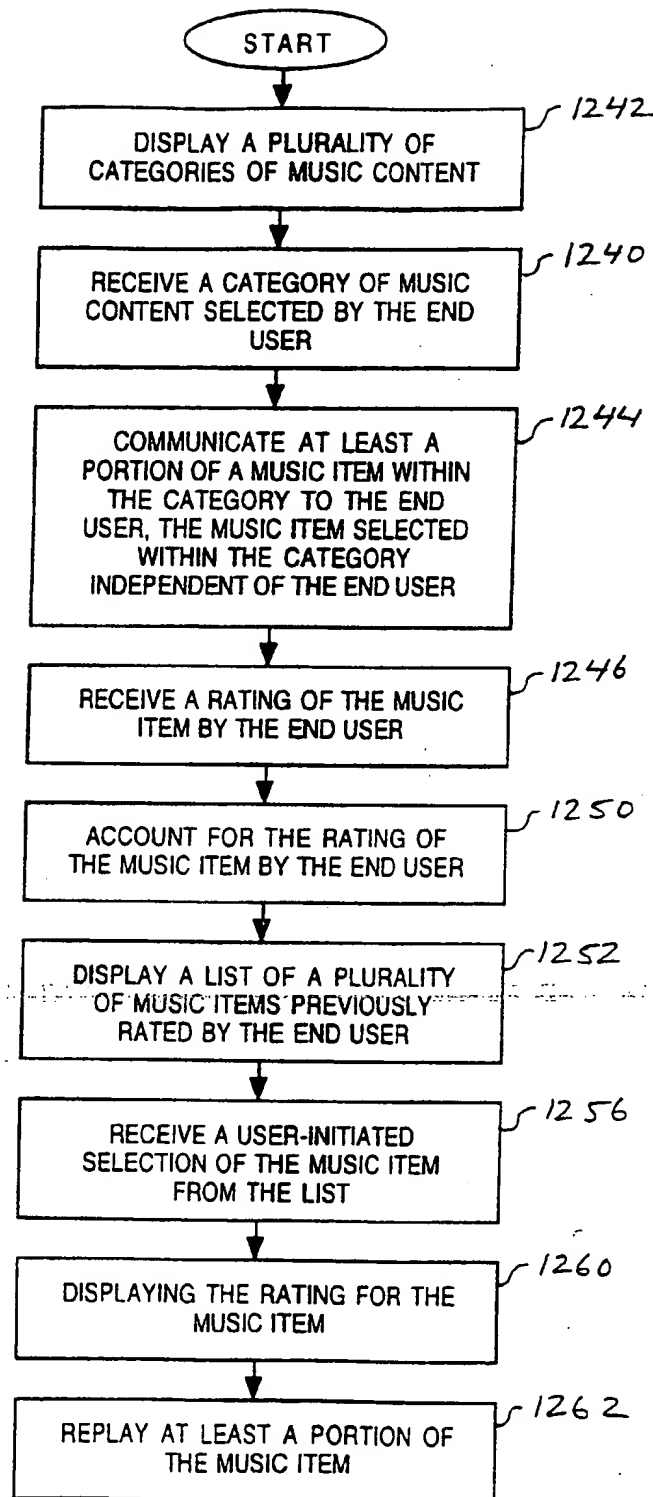 START
1242
DISPLAY A PLURALITY OF
CATEGORIES OF MUSIC CONTENT
1240
RECEIVE A CATEGORY OF MUSIC
CONTENT SELECTED BY THE END
USER
1244
COMMUNICATE AT LEAST A
PORTION OF A MUSIC ITEM WITHIN
THE CATEGORY TO THE END
USER, THE MUSIC ITEM SELECTED
WITHIN THE CATEGORY
INDEPENDENT OF THE END USER
1246
RECEIVE A RATING OF THE MUSIC
ITEM BY THE END USER
1250
ACCOUNT FOR THE RATING OF
THE MUSIC ITEM BY THE END USER
1252
DISPLAY A LIST OF A PLURALITY
OF MUSIC ITEMS PREVIOUSLY
RATED BY THE END USER
1256
RECEIVE A USER-INITIATED
SELECTION OF THE MUSIC ITEM
FROM THE LIST
1260
DISPLAYING THE RATING FOR THE
MUSIC ITEM
1262
REPLAY AT LEAST A PORTION OF
THE MUSIC ITEM